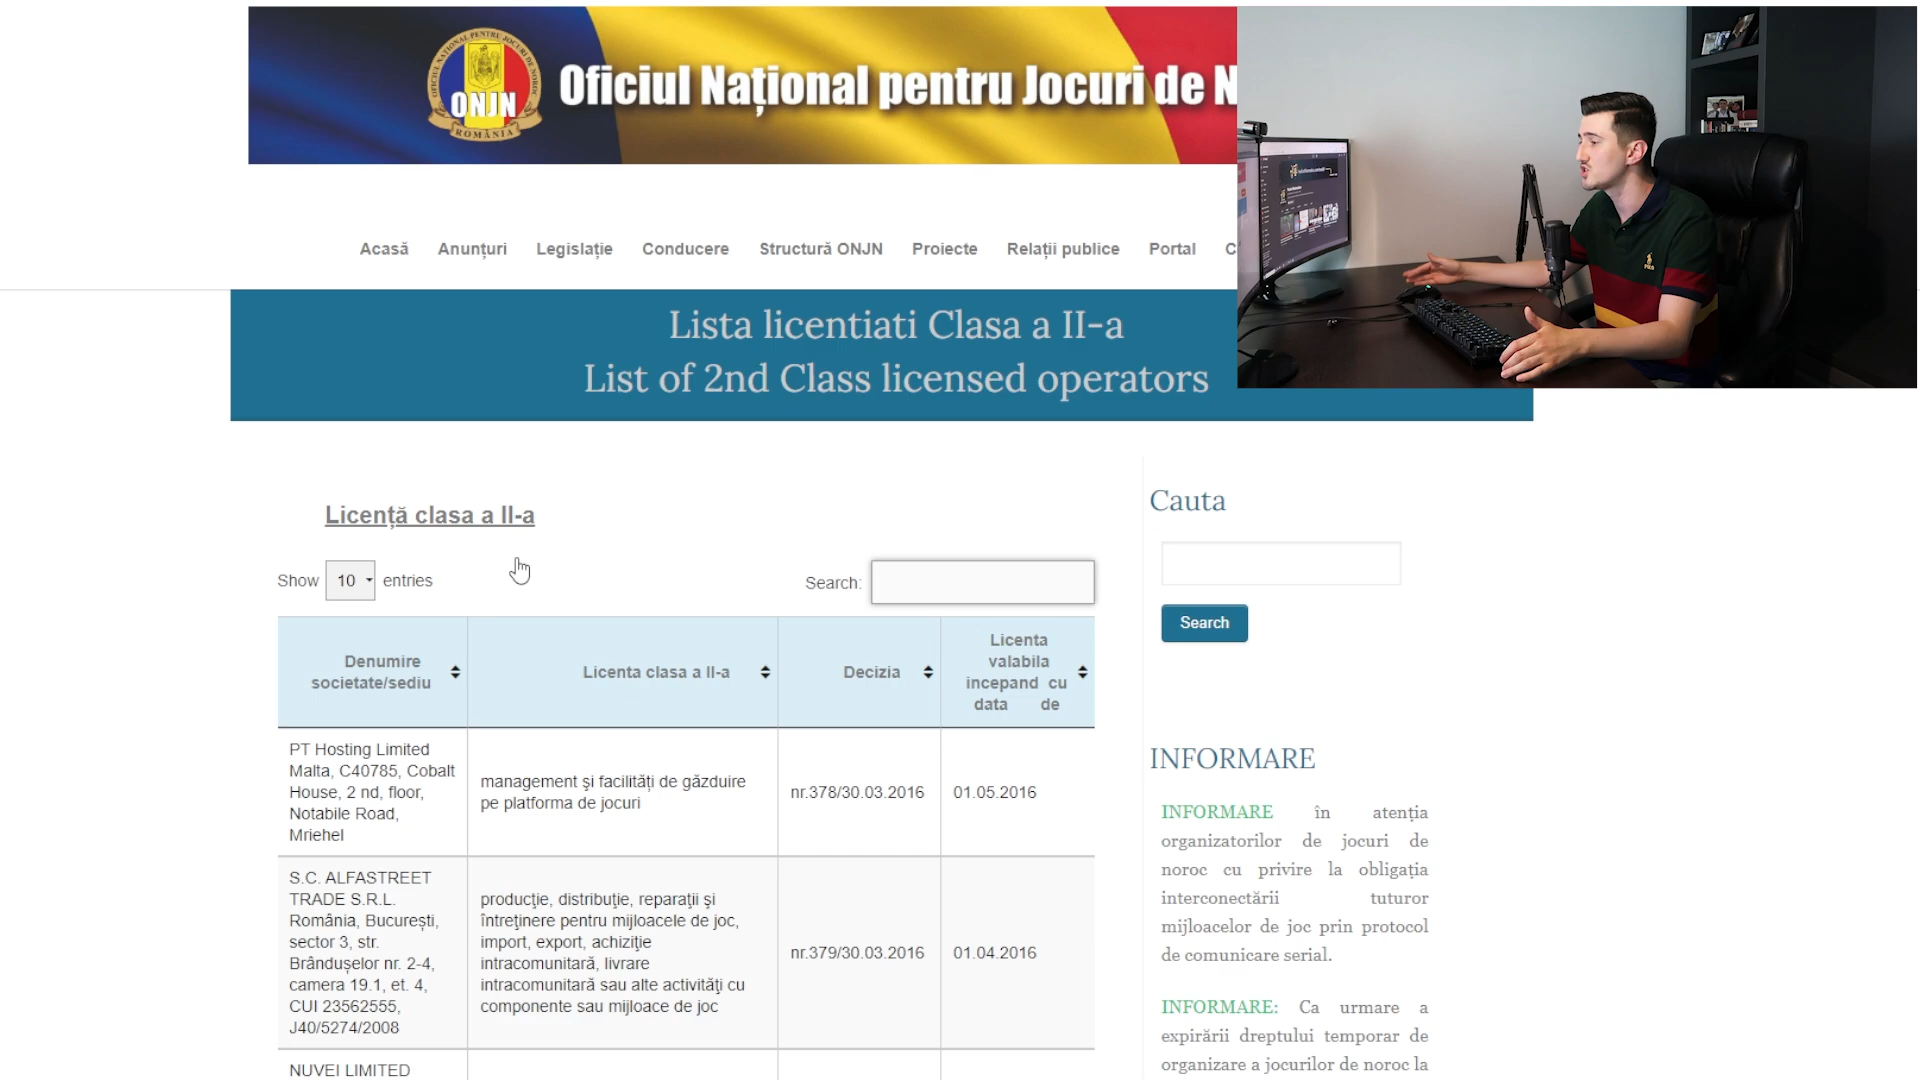 ONJN
ROMÂNIA
Oficiul Național pentru Jocuri de N
Acasă Anunțuri Legislație Conducere Structură ONJN Proiecte Relații publice Portal C
Lista licentiati Clasa a II-a
List of 2nd Class licensed operators
Licență clasa a II-a
Show 10 entries
Search:
Denumire
societate/sediu
Licenta clasa a II-a
Decizia
Licenta
valabila
incepand cu
data de
PT Hosting Limited
Malta, C40785, Cobalt
House, 2 nd, floor,
Notabile Road,
Mriehel
management şi facilități de găzduire
pe platforma de jocuri
nr.378/30.03.2016
01.05.2016
S.C. ALFASTREET
TRADE S.R.L.
România, București,
sector 3, str.
Brândușelor nr. 2-4,
camera 19.1, et. 4,
CUI 23562555,
J40/5274/2008
producţie, distribuţie, reparaţii şi
întreţinere pentru mijloacele de joc,
import, export, achiziţie
intracomunitară, livrare
intracomunitară sau alte activităţi cu
componente sau mijloace de joc
nr.379/30.03.2016
01.04.2016
NUVEI LIMITED
Cauta
Search
INFORMARE
INFORMARE în atenția
organizatorilor de jocuri de
noroc cu privire la obligația
interconectării tuturor
mijloacelor de joc prin protocol
de comunicare serial.
INFORMARE: Ca urmare a
expirării dreptului temporar de
organizare a jocurilor de noroc la